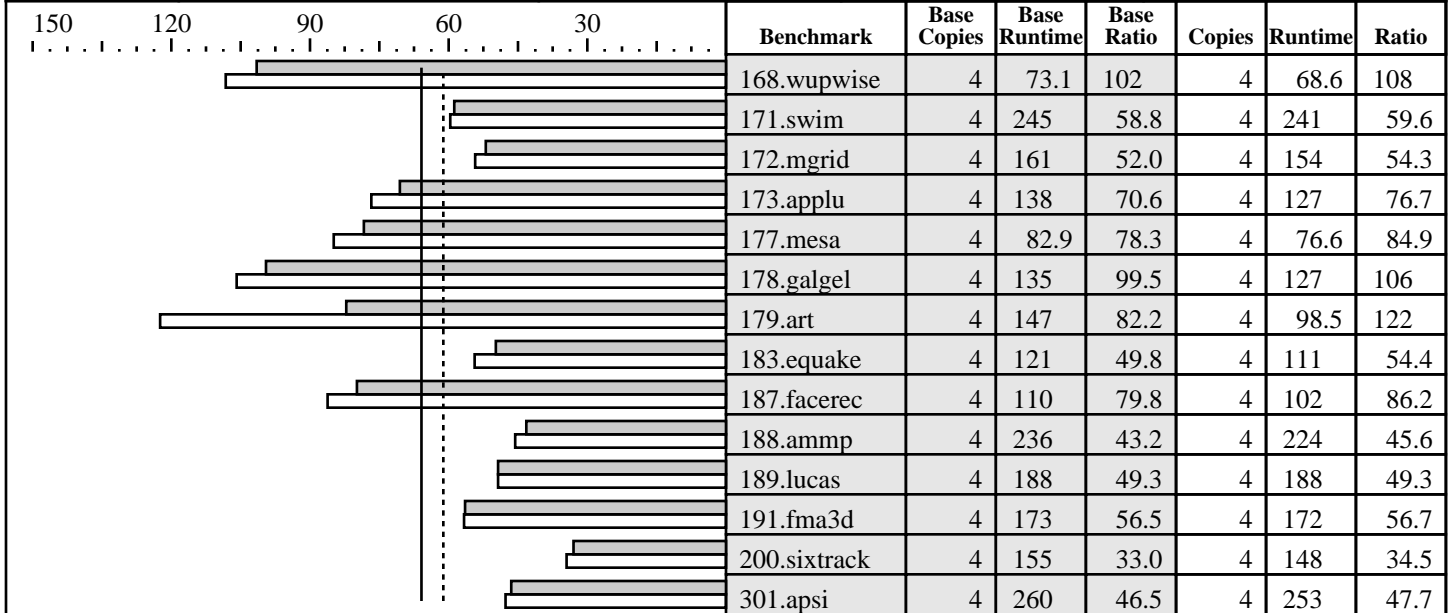 150 120 90 60 30
Benchmark Base Copies Base Runtime Base Ratio Copies Runtime Ratio
168.wupwise 4 73.1 102 4 68.6 108
171.swim 4 245 58.8 4 241 59.6
172.mgrid 4 161 52.0 4 154 54.3
173.applu 4 138 70.6 4 127 76.7
177.mesa 4 82.9 78.3 4 76.6 84.9
178.galgel 4 135 99.5 4 127 106
179.art 4 147 82.2 4 98.5 122
183.equake 4 121 49.8 4 111 54.4
187.facerec 4 110 79.8 4 102 86.2
188.ammp 4 236 43.2 4 224 45.6
189.lucas 4 188 49.3 4 188 49.3
191.fma3d 4 173 56.5 4 172 56.7
200.sixtrack 4 155 33.0 4 148 34.5
301.apsi 4 260 46.5 4 253 47.7